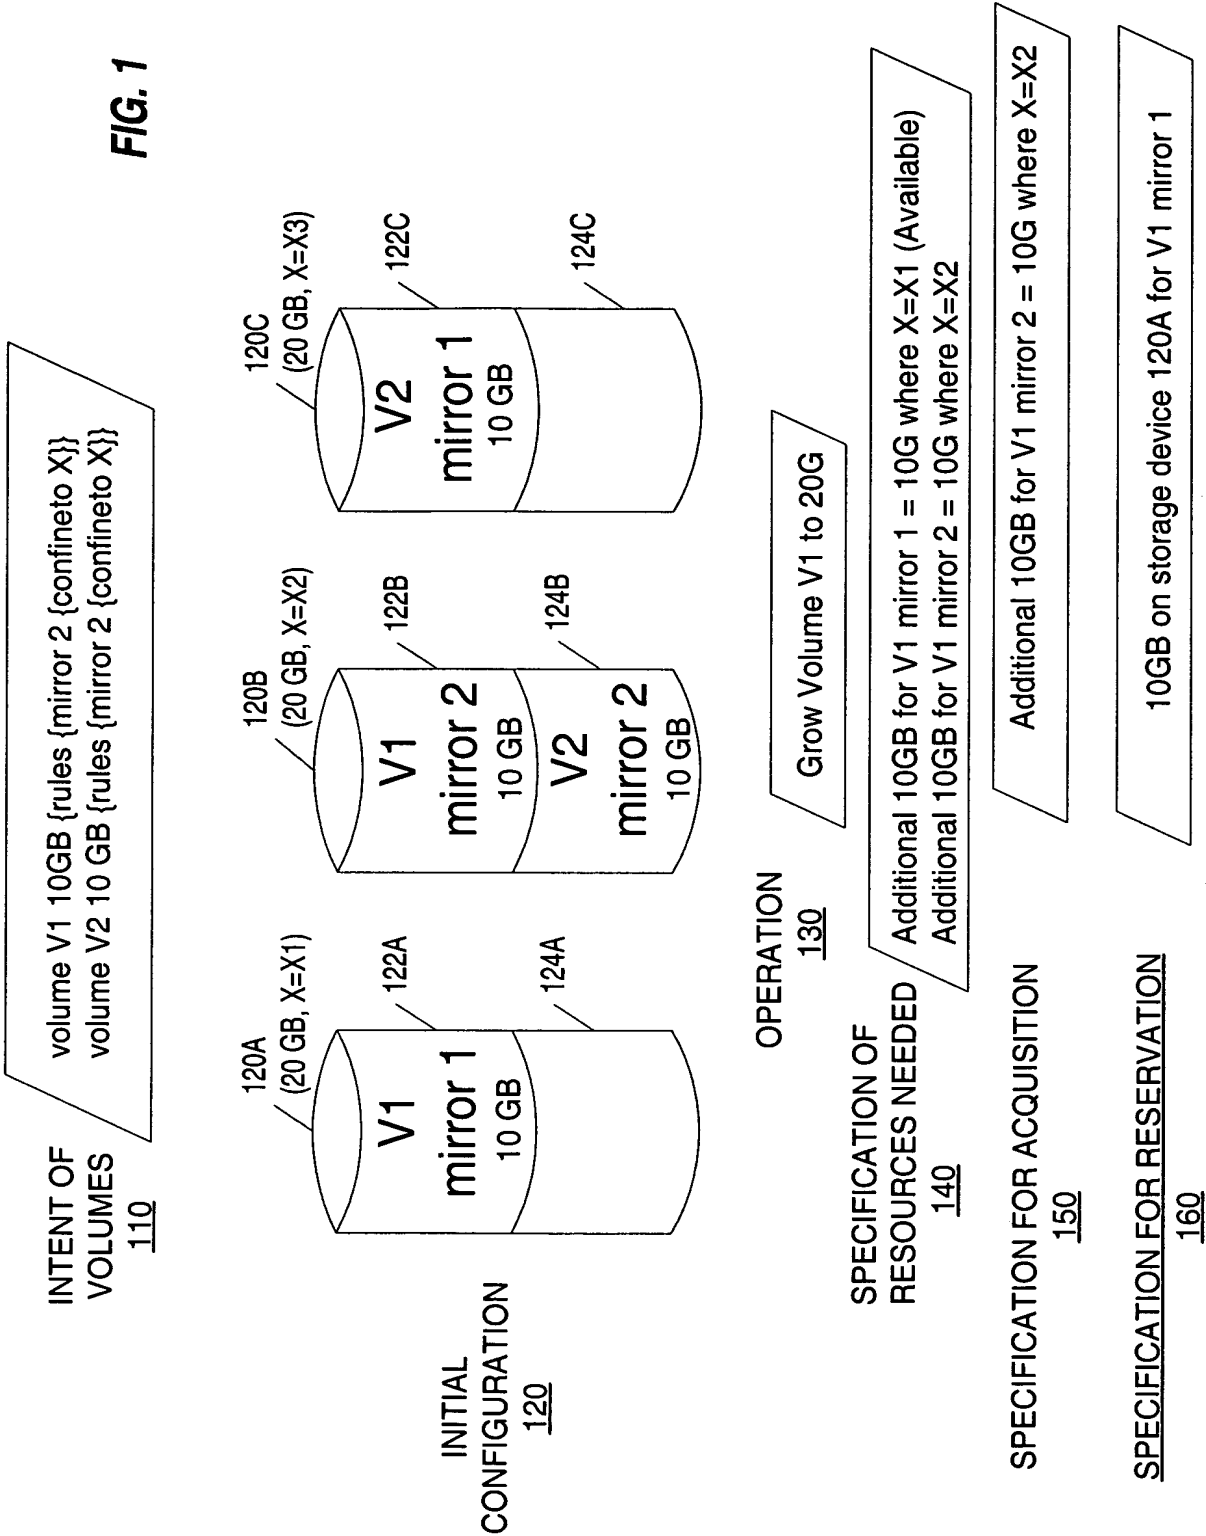 FIG. 1
INTENT OF
VOLUMES
110
volume V1 10GB {rules {mirror 2 {confineto X}}
volume V2 10 GB {rules {mirror 2 {confineto X}}
INITIAL
CONFIGURATION
120
120A
(20 GB, X=X1)
V1
mirror 1
10 GB
122A
124A
120B
(20 GB, X=X2)
V1
mirror 2
10 GB
V2
mirror 2
10 GB
122B
124B
120C
(20 GB, X=X3)
V2
mirror 1
10 GB
122C
124C
OPERATION
130
Grow Volume V1 to 20G
SPECIFICATION OF
RESOURCES NEEDED
140
Additional 10GB for V1 mirror 1 = 10G where X=X1 (Available)
Additional 10GB for V1 mirror 2 = 10G where X=X2
SPECIFICATION FOR ACQUISITION
150
Additional 10GB for V1 mirror 2 = 10G where X=X2
SPECIFICATION FOR RESERVATION
160
10GB on storage device 120A for V1 mirror 1